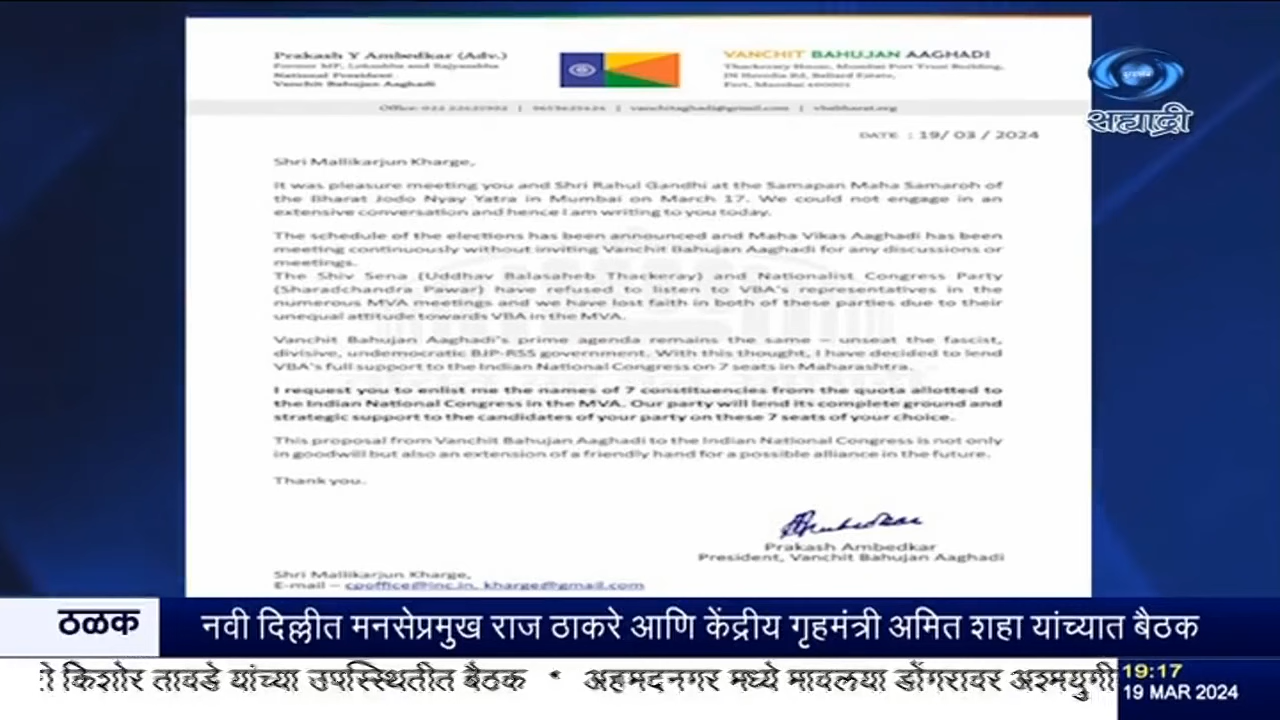 Prakash Y Ambedkar (Adv.)
Former MP, Loksabha and Rajyasabha
National President
Vanchit Bahujan Aaghadi
VANCHIT BAHUJAN AAGHADI
Thackersey House, Mumbai Port Trust Building,
Fort, Mumbai 400001
vanchitaghadi@gmail.com | vbabharat.org
सह्याद्री
DATE : 19/ 03 / 2024
Shri Mallikarjun Kharge,
It was pleasure meeting you and Shri Rahul Gandhi at the Samapan Maha Samaroh of
the Bharat Jodo Nyay Yatra in Mumbai on March 17. We could not engage in an
extensive conversation and hence I am writing to you today.
The schedule of the elections has been announced and Maha Vikas Aaghadi has been
meeting continuously without inviting Vanchit Bahujan Aaghadi for any discussions or
meetings.
The Shiv Sena (Uddhav Balasaheb Thackeray) and Nationalist Congress Party
(Sharadchandra Pawar) have refused to listen to VBA's representatives in the
numerous MVA meetings and we have lost faith in both of these parties due to their
unequal attitude towards VBA in the MVA.
Vanchit Bahujan Aaghadi's prime agenda remains the same – unseat the fascist,
divisive, undemocratic BJP-RSS government. With this thought, I have decided to lend
VBA's full support to the Indian National Congress on 7 seats in Maharashtra.
I request you to enlist me the names of 7 constituencies from the quota allotted to
the Indian National Congress in the MVA. Our party will lend its complete ground and
strategic support to the candidates of your party on these 7 seats of your choice.
This proposal from Vanchit Bahujan Aaghadi to the Indian National Congress is not only
in goodwill but also an extension of a friendly hand for a possible alliance in the future.
Thank you.
Prakash Ambedkar
President, Vanchit Bahujan Aaghadi
Shri Mallikarjun Kharge,
E-mail – cpoffice@inc.in, kharge@gmail.com
ठळक
नवी दिल्लीत मनसेप्रमुख राज ठाकरे आणि केंद्रीय गृहमंत्री अमित शहा यांच्यात बैठक
किशोर तावडे यांच्या उपस्थितीत बैठक * अहमदनगर मध्ये मावलया डोंगरावर अश्मयुगी
19:17
19 MAR 2024